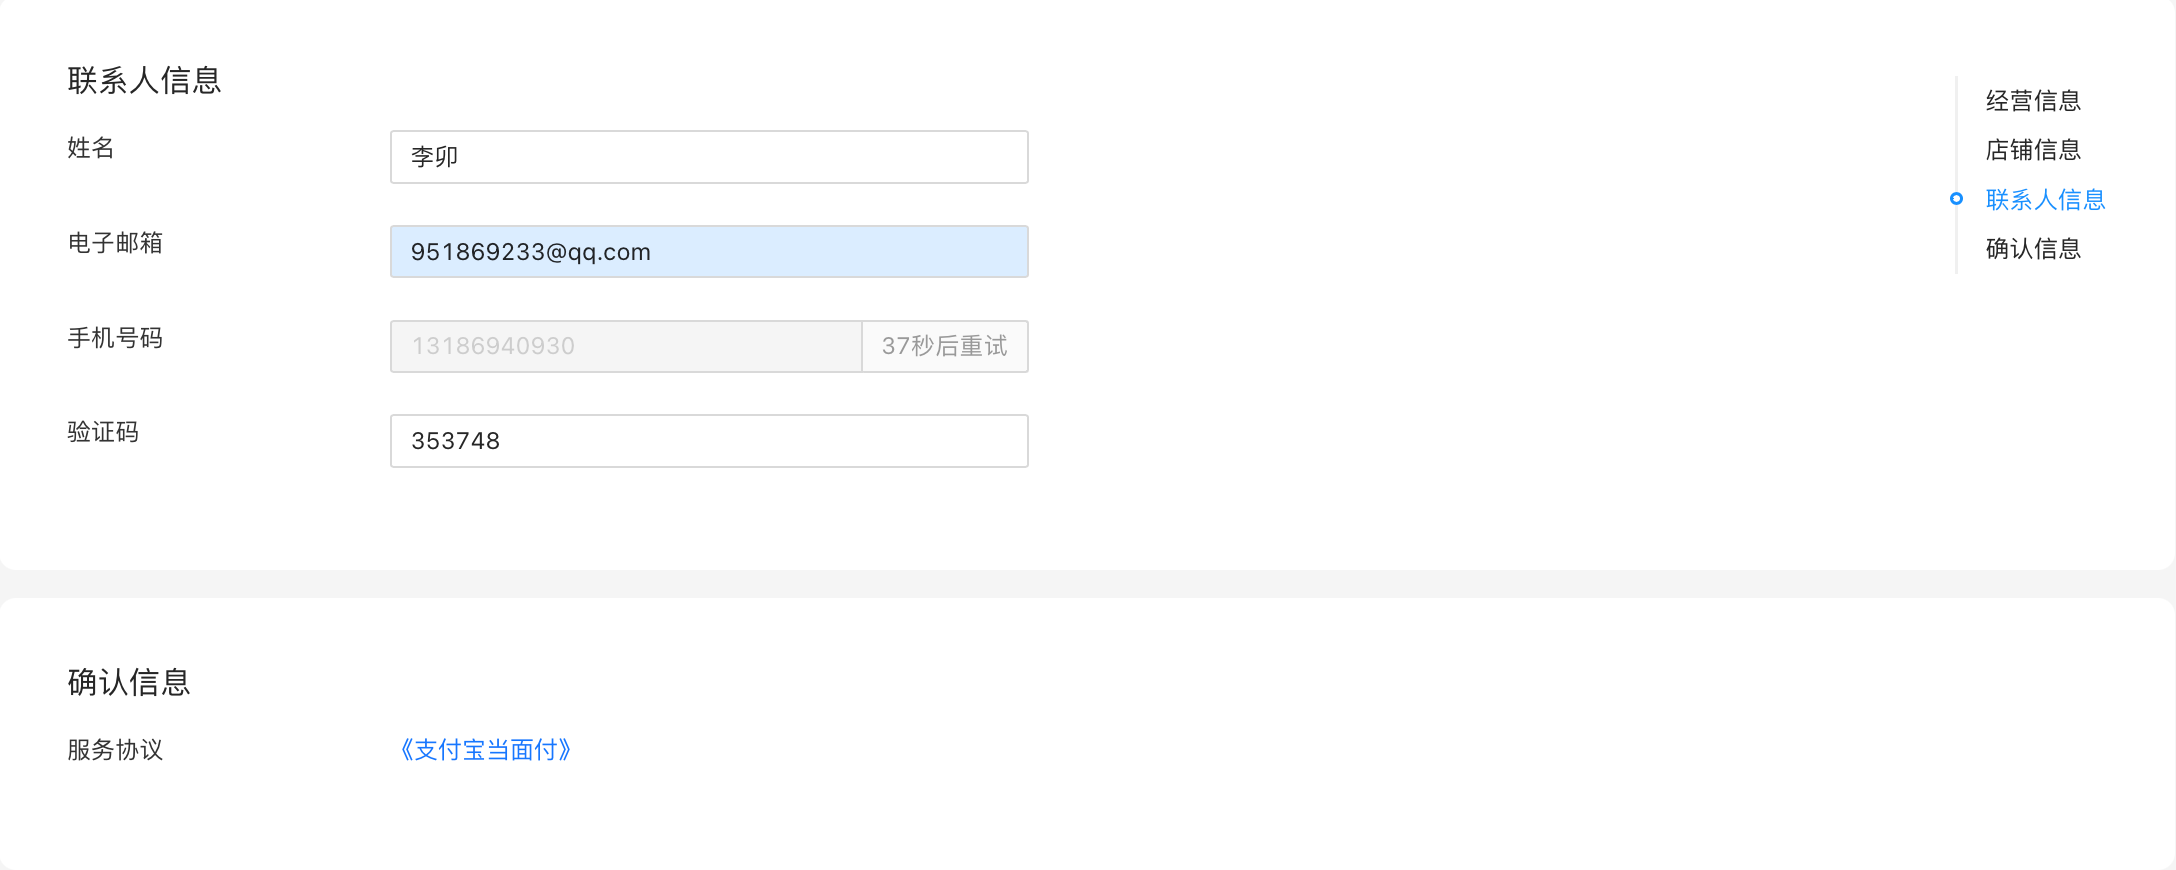 联系人信息
姓名
李卯
电子邮箱
951869233@qq.com
手机号码
13186940930
37秒后重试
验证码
353748
经营信息
店铺信息
联系人信息
确认信息
确认信息
服务协议
《支付宝当面付》